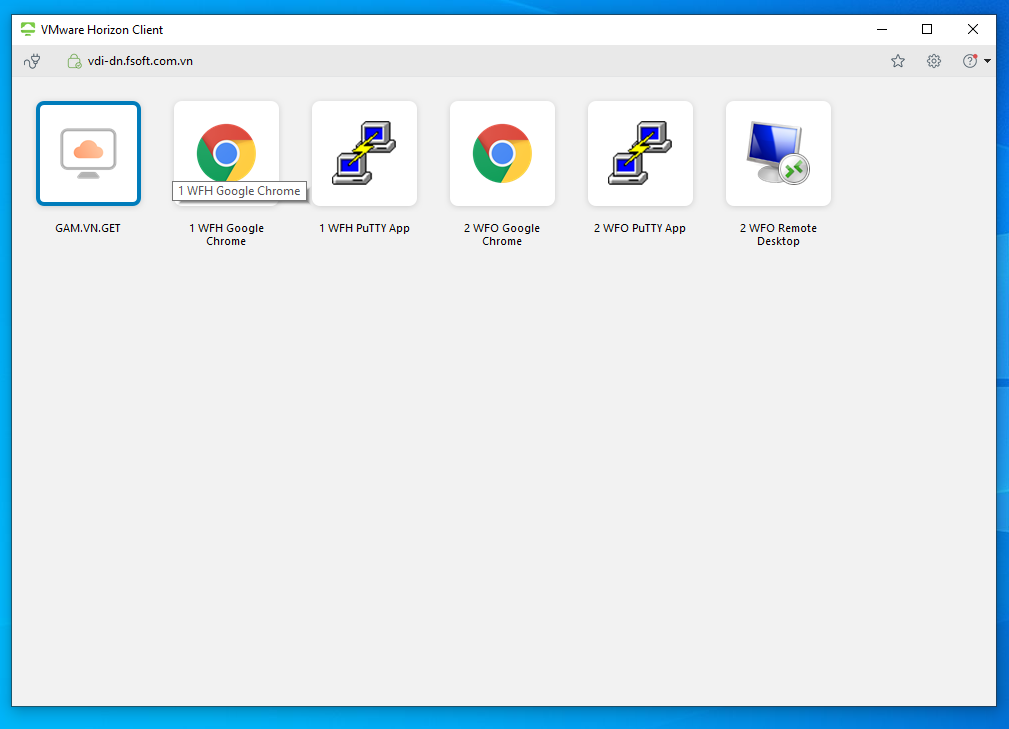 VMware Horizon Client
vdi-dn.fsoft.com.vn
1 WFH Google Chrome
GAM.VN.GET
1 WFH Google
Chrome
1 WFH PuTTY App
2 WFO Google
Chrome
2 WFO PuTTY App
2 WFO Remote
Desktop